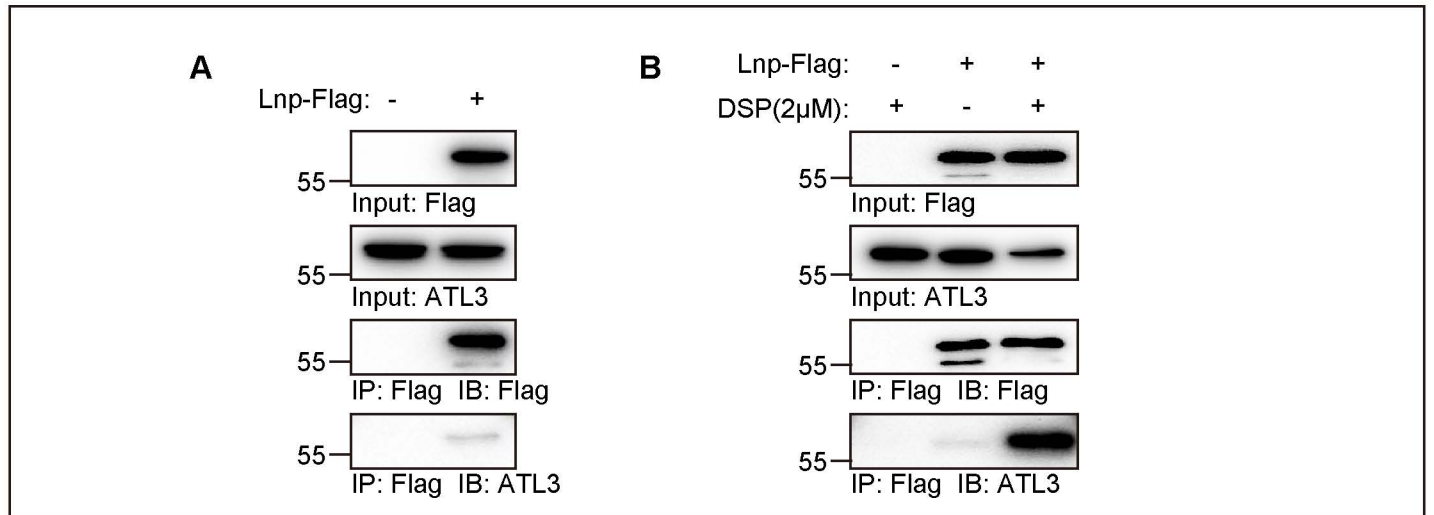 A
Lnp-Flag: - +
55
Input: Flag
55
Input: ATL3
55
IP: Flag IB: Flag
55
IP: Flag IB: ATL3
B
Lnp-Flag: - + +
DSP(2μM): + - +
55
Input: Flag
55
Input: ATL3
55
IP: Flag IB: Flag
55
IP: Flag IB: ATL3